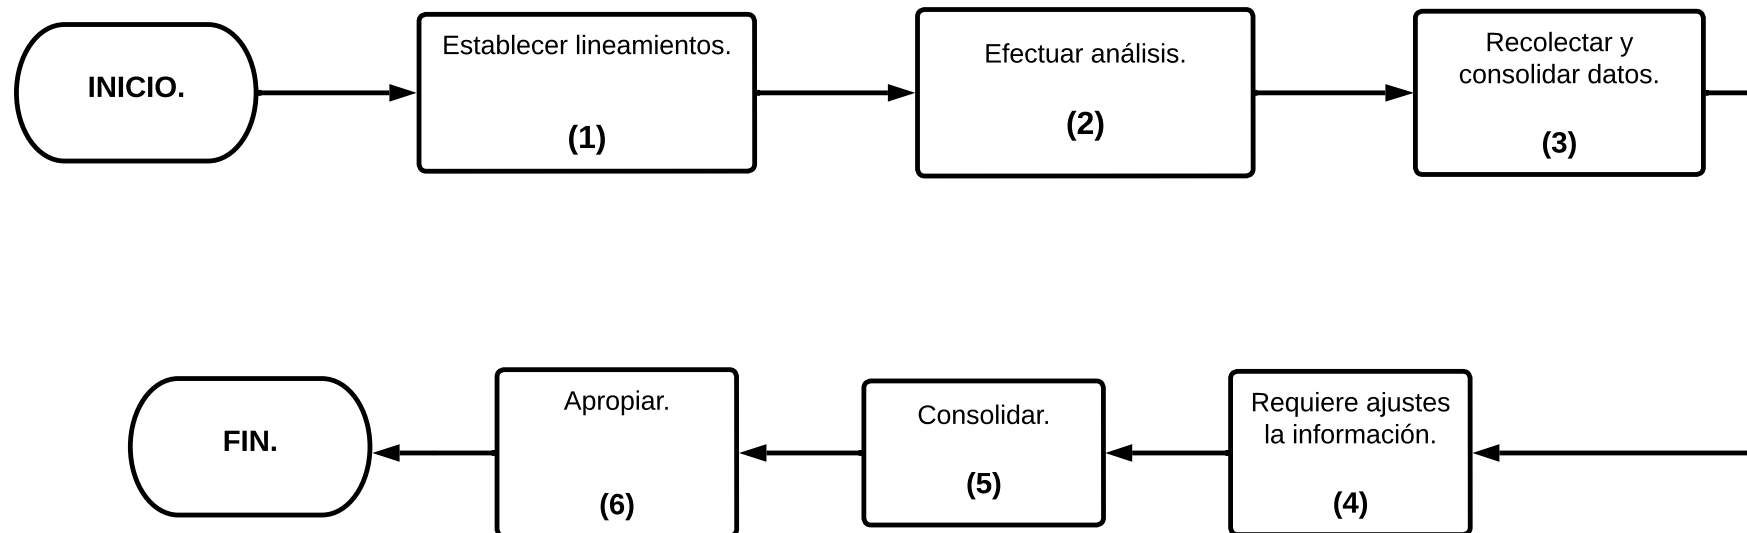 INICIO.
Establecer lineamientos.
(1)
Efectuar análisis.
(2)
Recolectar y
consolidar datos.
(3)
FIN.
Apropiar.
(6)
Consolidar.
(5)
Requiere ajustes
la información.
(4)